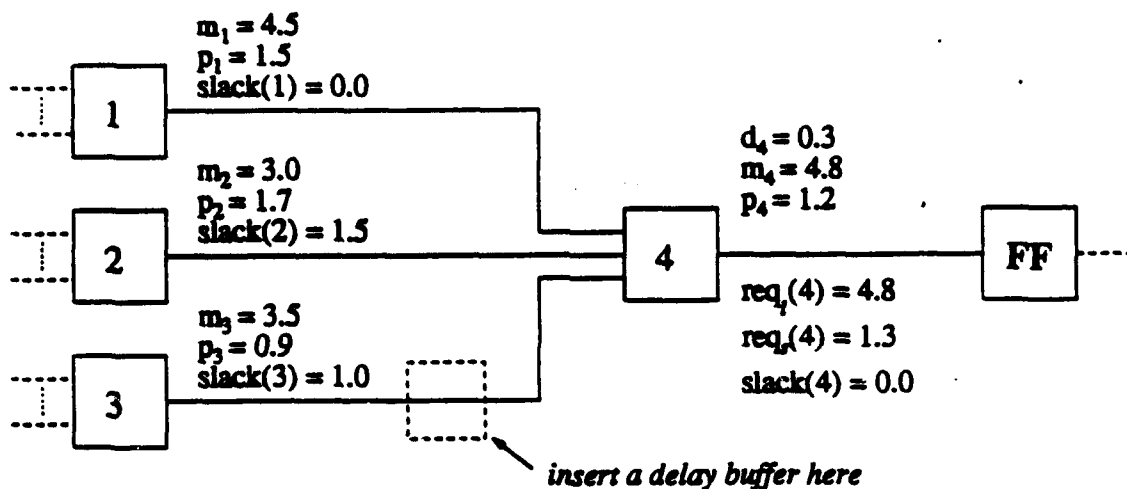 m₁ = 4.5
p₁ = 1.5
slack(1) = 0.0
1
m₂ = 3.0
p₂ = 1.7
slack(2) = 1.5
2
m₃ = 3.5
p₃ = 0.9
slack(3) = 1.0
3
insert a delay buffer here
4
d₄ = 0.3
m₄ = 4.8
p₄ = 1.2
req (4) = 4.8
req (4) = 1.3
slack(4) = 0.0
FF